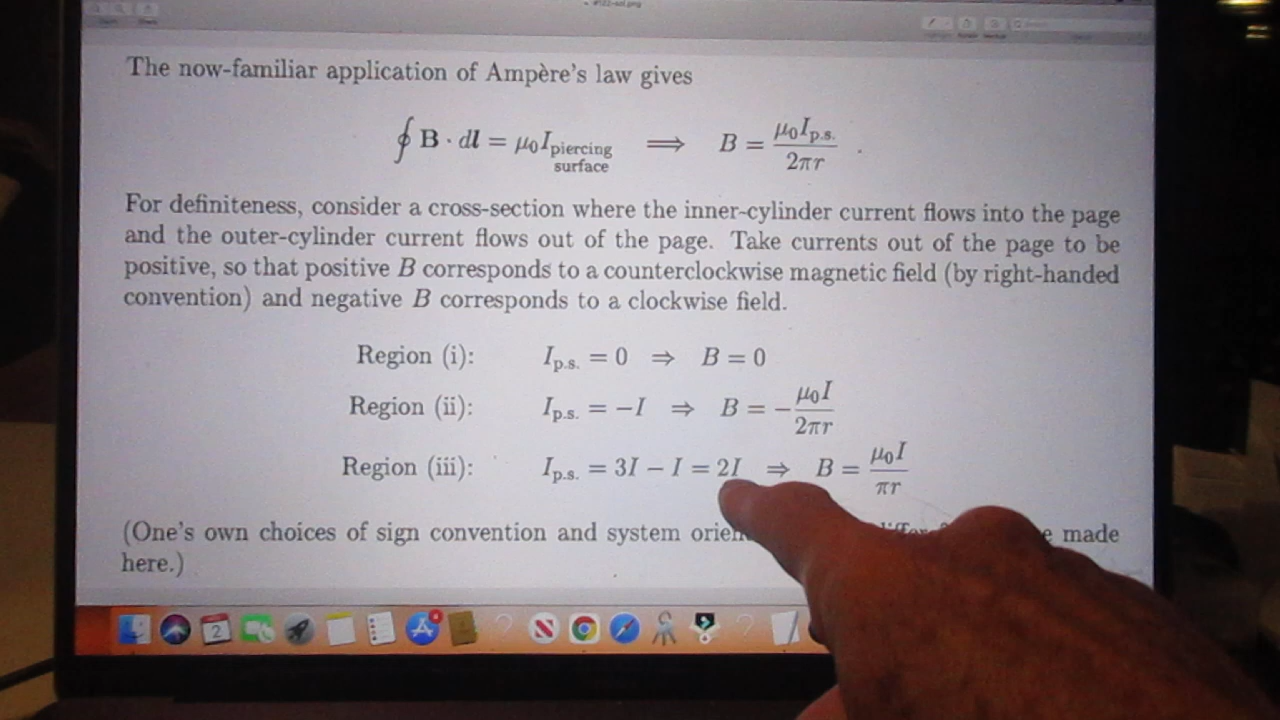 The now-familiar application of Ampère's law gives
∮ B · dl = μ₀I_piercing surface ⟹ B = μ₀I_p.s. / 2πr .
For definiteness, consider a cross-section where the inner-cylinder current flows into the page
and the outer-cylinder current flows out of the page. Take currents out of the page to be
positive, so that positive B corresponds to a counterclockwise magnetic field (by right-handed
convention) and negative B corresponds to a clockwise field.
Region (i): I_p.s. = 0 ⇒ B = 0
Region (ii): I_p.s. = −I ⇒ B = − μ₀I / 2πr
Region (iii): I_p.s. = 3I − I = 2I ⇒ B = μ₀I / πr
(One's own choices of sign convention and system made
here.)
2